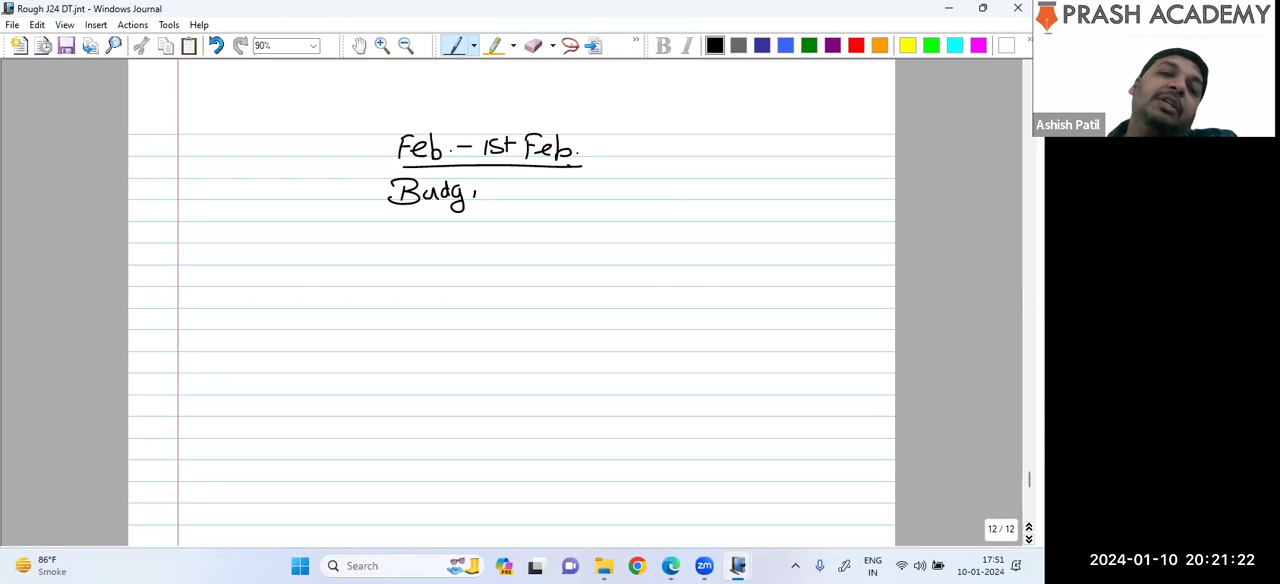 Rough J24 DT.jnt - Windows Journal
File Edit View Insert Actions Tools Help
90%
B I
PRASH ACADEMY
Ashish Patil
Feb. - 1st Feb.
Budg
12 / 12
86°F
Smoke
Search
PRE
zm
ENG
IN
17:51
10-01-2024
2024-01-10 20:21:22